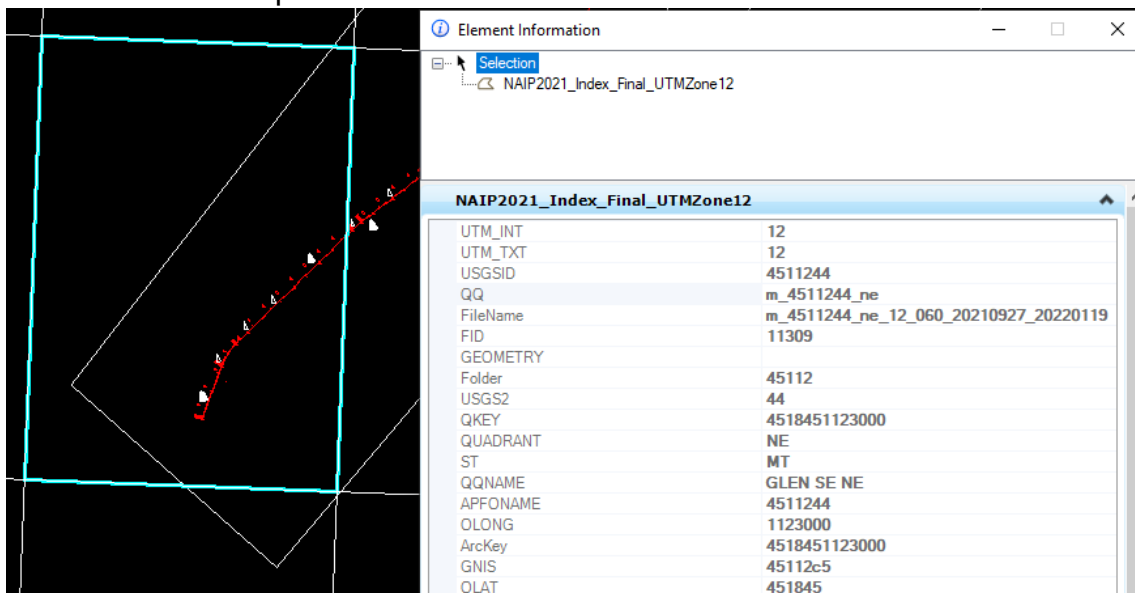 Element Information
Selection
NAIP2021_Index_Final_UTMZone12
NAIP2021_Index_Final_UTMZone12
UTM_INT 12
UTM_TXT 12
USGSID 4511244
QQ m_4511244_ne
FileName m_4511244_ne_12_060_20210927_20220119
FID 11309
GEOMETRY
Folder 45112
USGS2 44
QKEY 4518451123000
QUADRANT NE
ST MT
QQNAME GLEN SE NE
APFONAME 4511244
OLONG 1123000
ArcKey 4518451123000
GNIS 45112c5
OLAT 451845